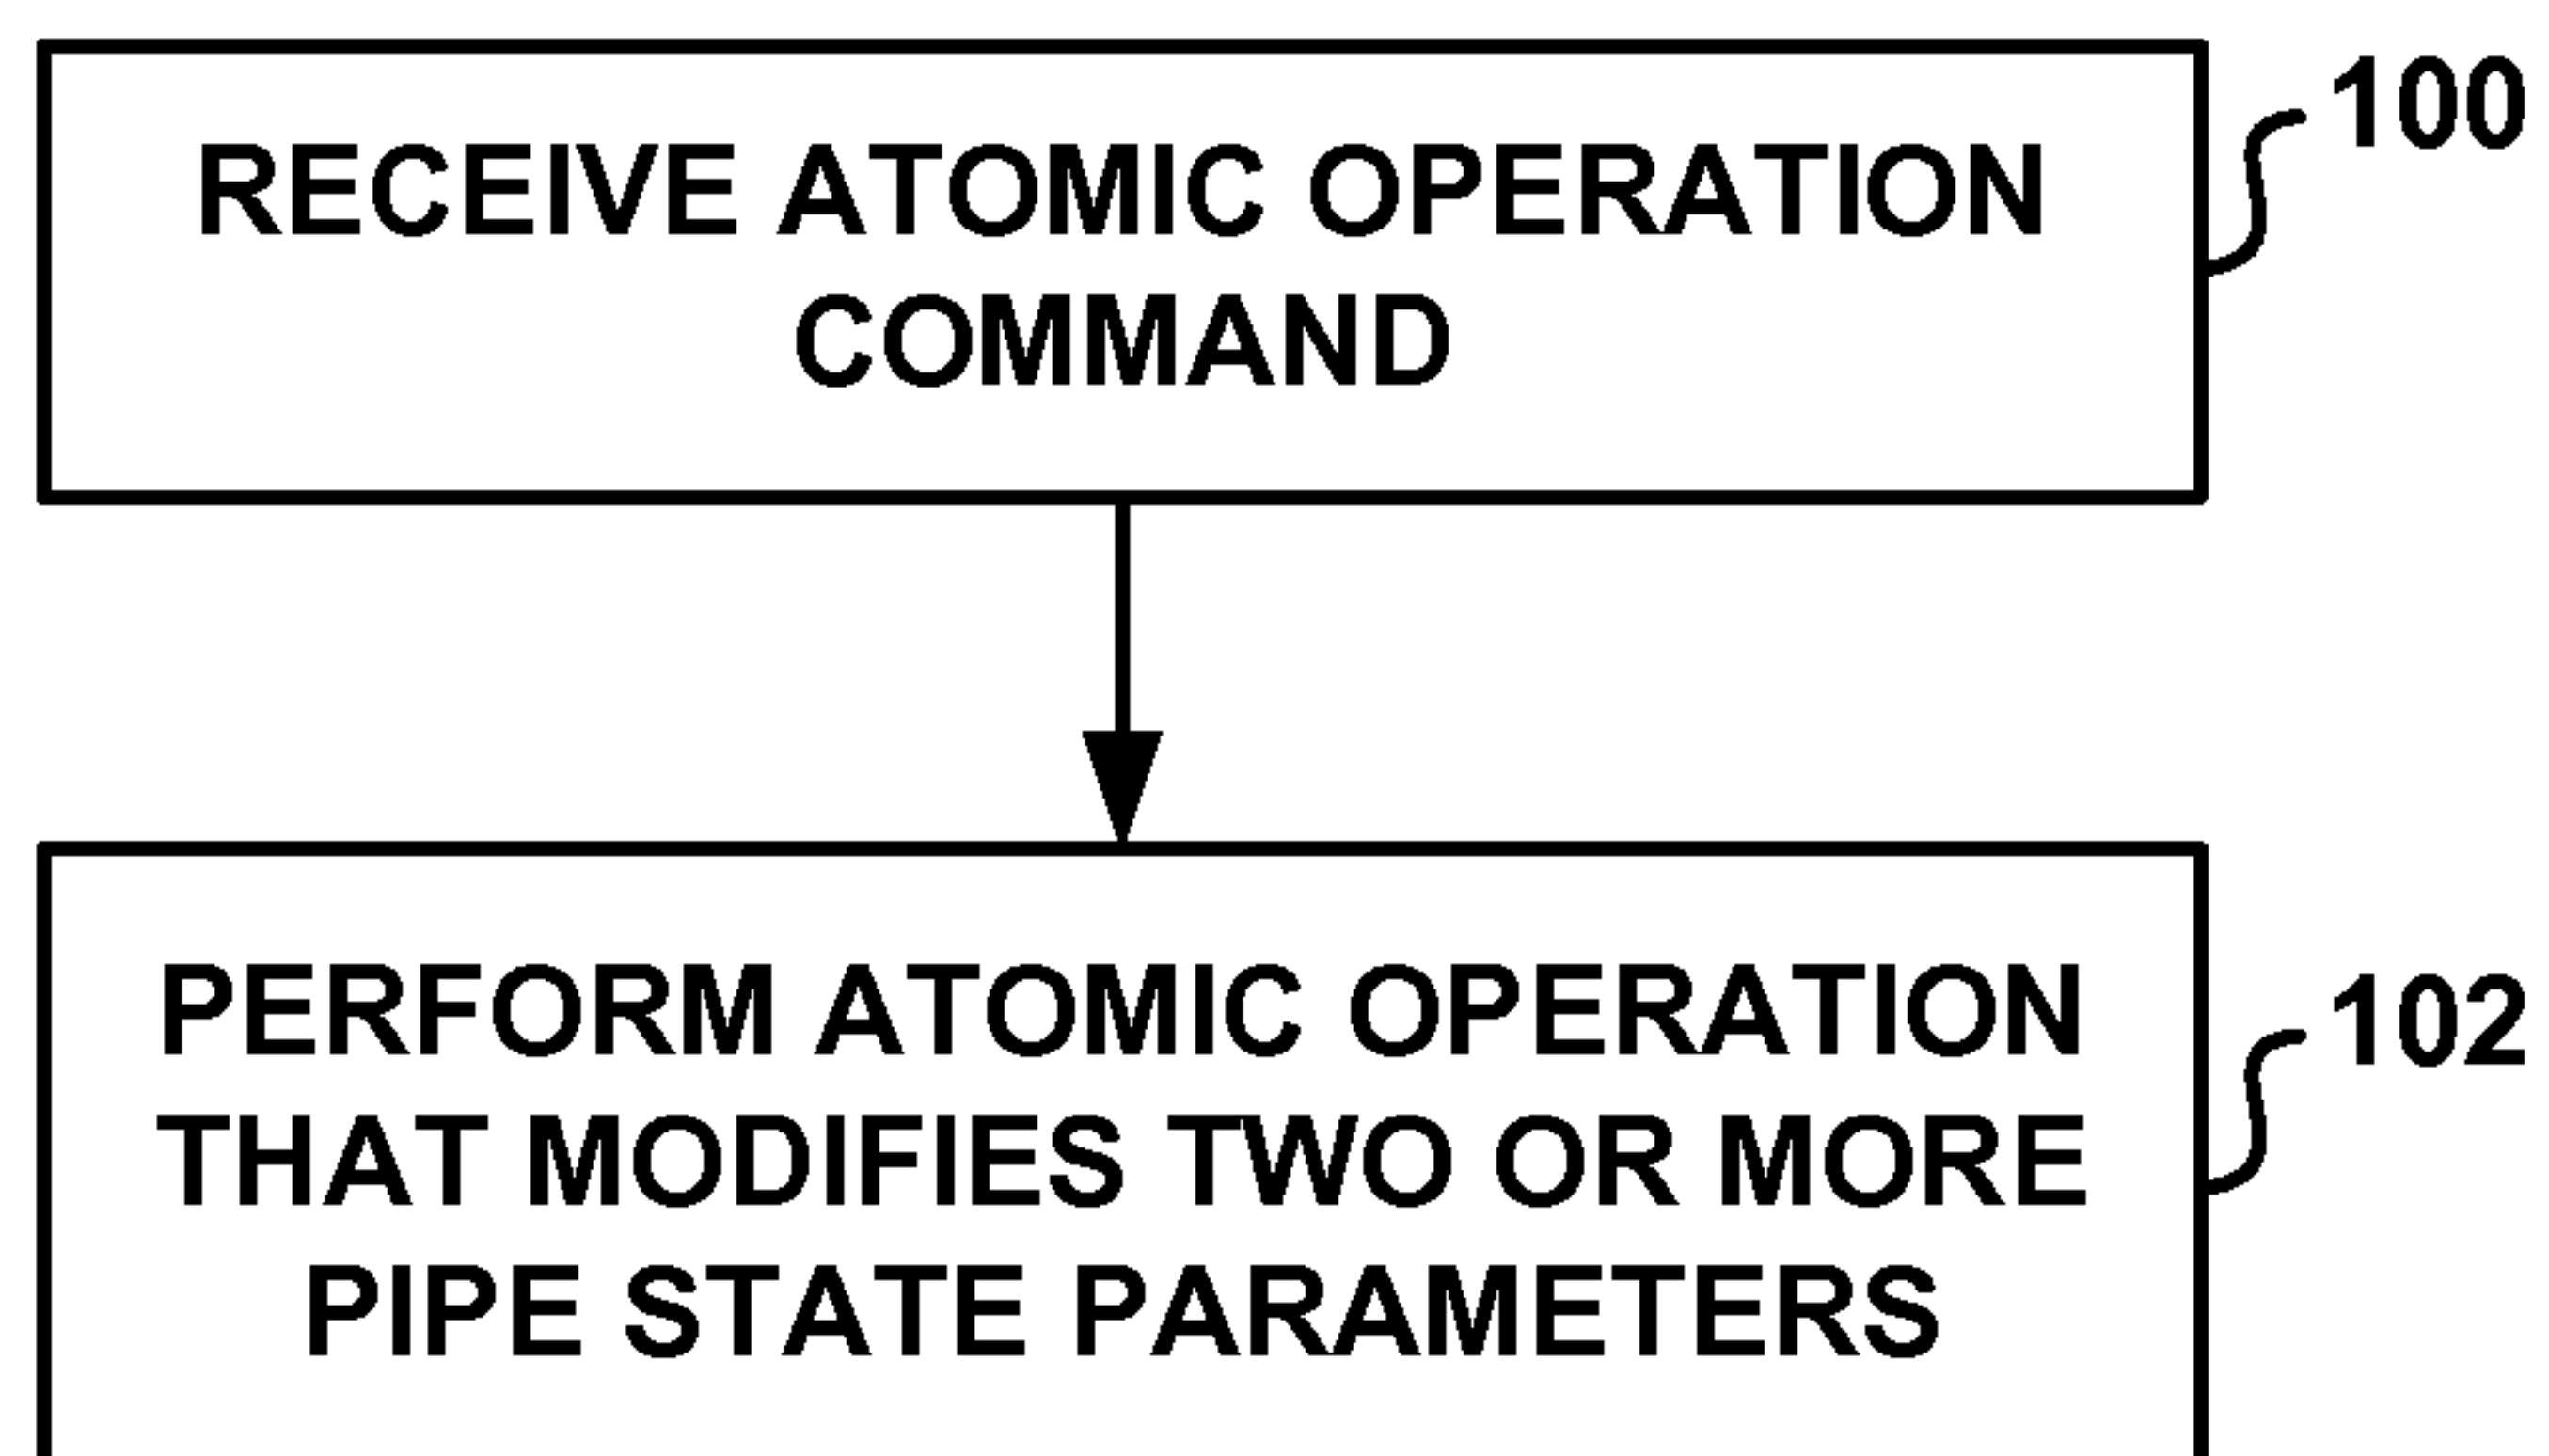 100
RECEIVE ATOMIC OPERATION
COMMAND
102
PERFORM ATOMIC OPERATION
THAT MODIFIES TWO OR MORE
PIPE STATE PARAMETERS